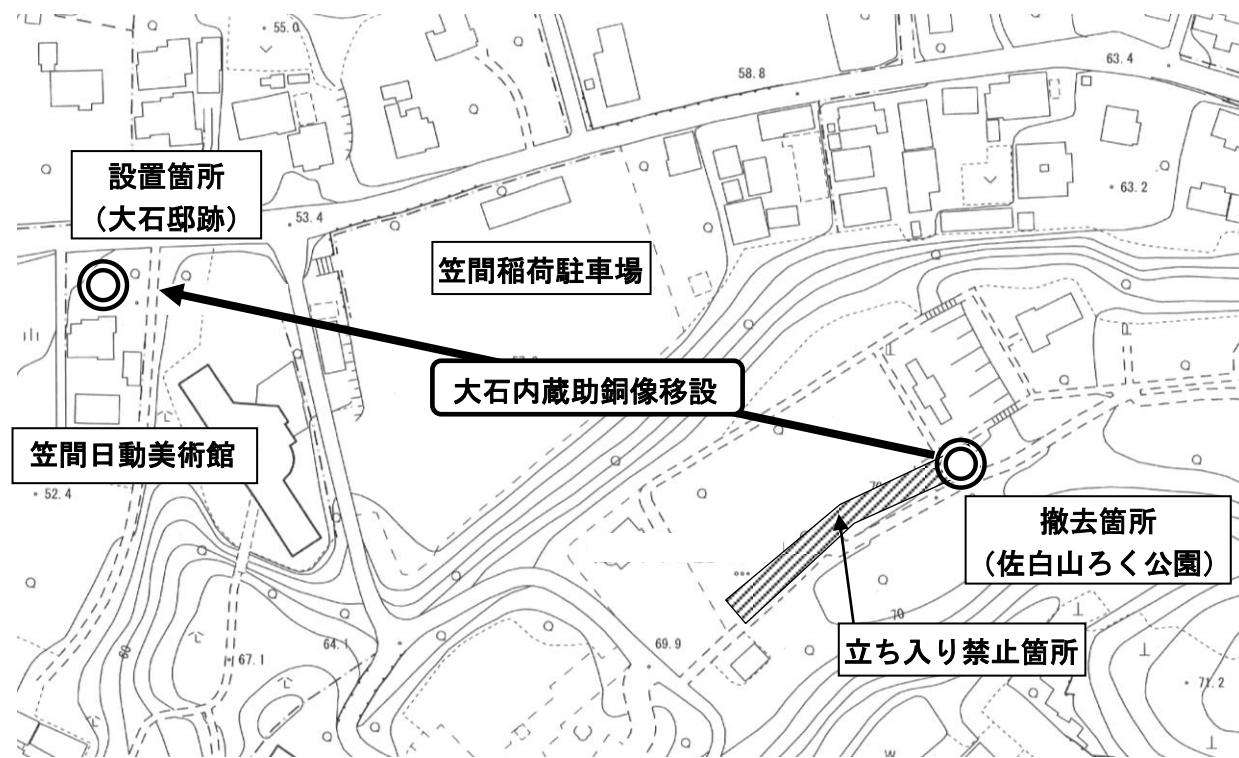 55.0
58.8
63.4
設置箇所
（大石邸跡）
63.2
53.4
笠間稲荷駐車場
大石内蔵助銅像移設
笠間日動美術館
52.4
撤去箇所
（佐白山ろく公園）
70
64.1
69.9
立ち入り禁止箇所
67.1
71.2
W